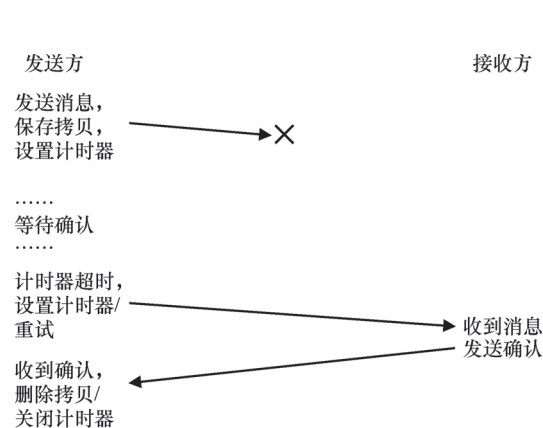 发送方
接收方
发送消息，
保存拷贝，
设置计时器
……
等待确认
……
计时器超时，
设置计时器/
重试
收到消息
发送确认
收到确认，
删除拷贝/
关闭计时器